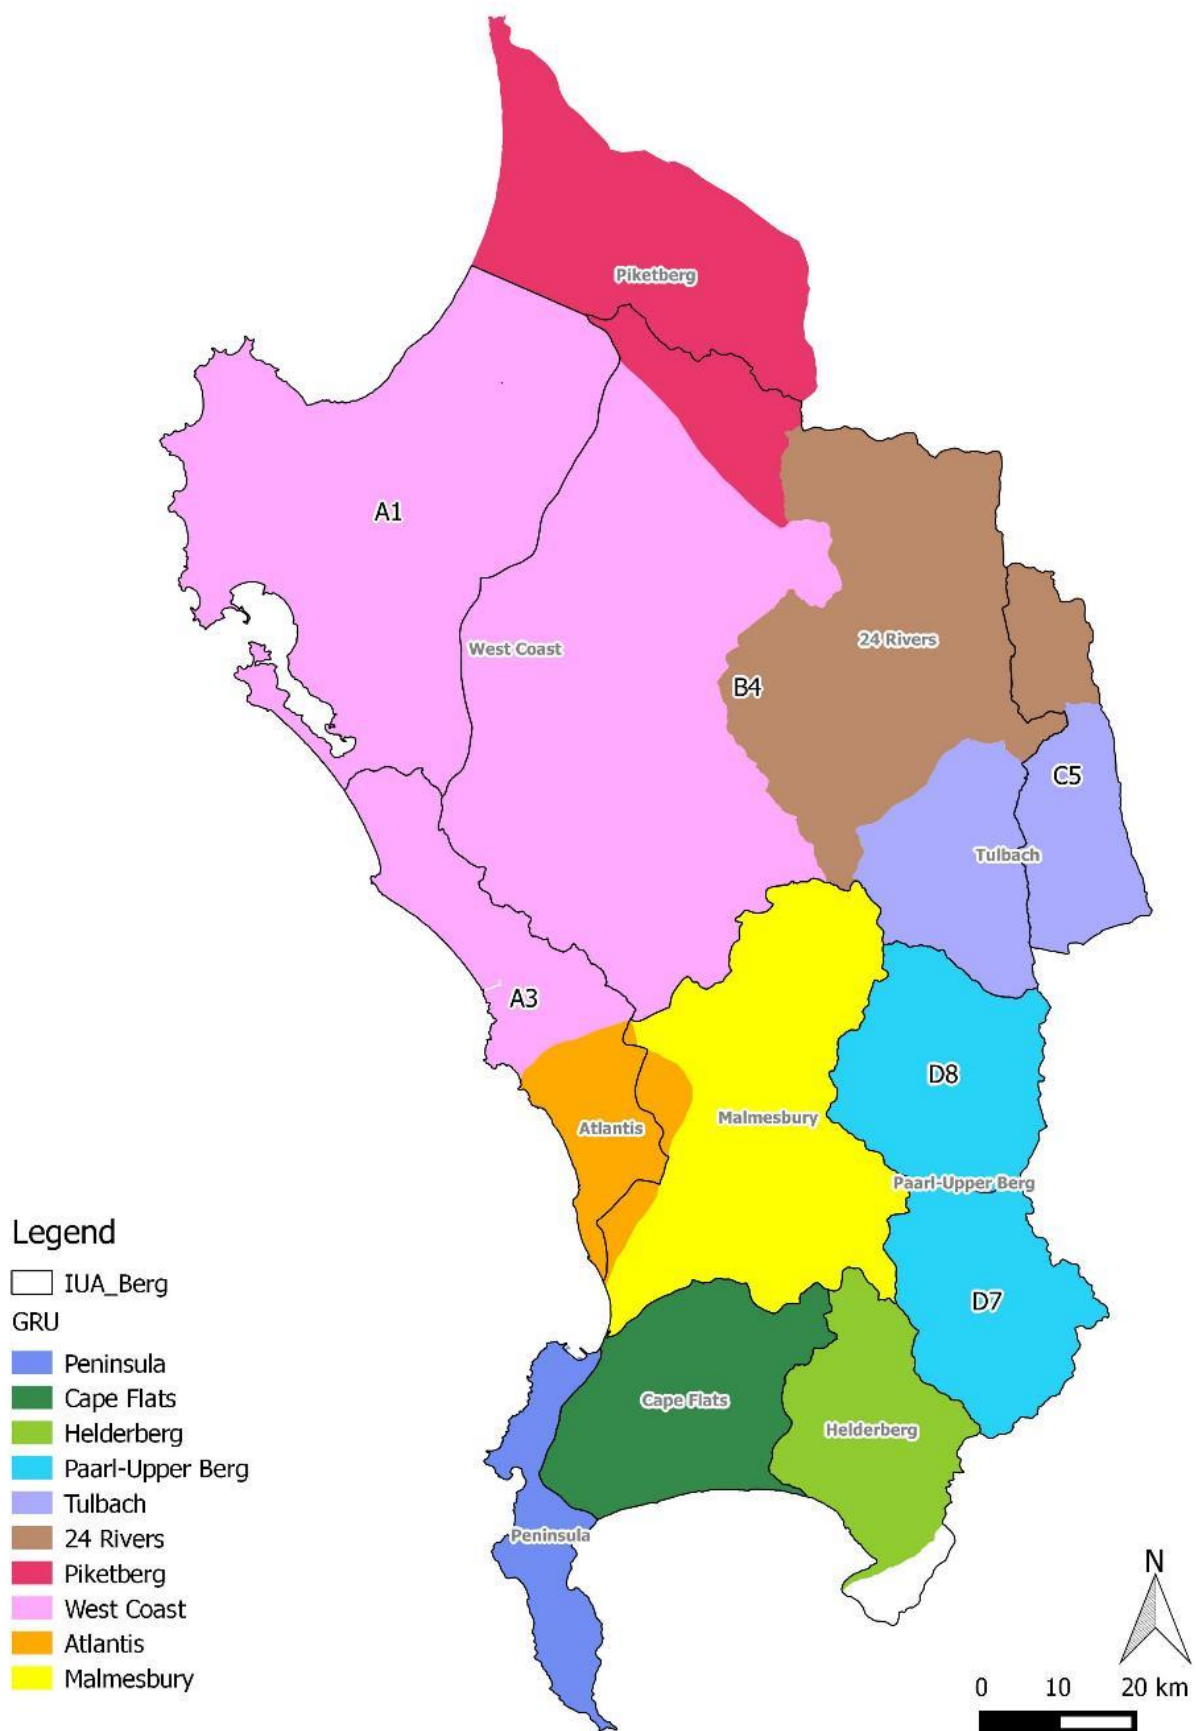 Piketberg
A1
West Coast
24 Rivers
B4
C5
Tulbach
A3
D8
Atlantis
Malmesbury
Paarl-Upper Berg
D7
Cape Flats
Helderberg
Peninsula
Legend
IUA_Berg
GRU
Peninsula
Cape Flats
Helderberg
Paarl-Upper Berg
Tulbach
24 Rivers
Piketberg
West Coast
Atlantis
Malmesbury
N
0 10 20 km